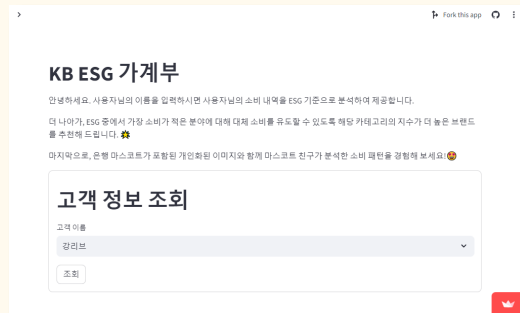 Fork this app
KB ESG 가계부
안녕하세요. 사용자님의 이름을 입력하시면 사용자님의 소비 내역을 ESG 기준으로 분석하여 제공합니다.
더 나아가, ESG 중에서 가장 소비가 적은 분야에 대해 대체 소비를 유도할 수 있도록 해당 카테고리의 지수가 더 높은 브랜드
를 추천해 드립니다.
마지막으로, 은행 마스코트가 포함된 개인화된 이미지와 함께 마스코트 친구가 분석한 소비 패턴을 경험해 보세요!
고객 정보 조회
고객 이름
강리브
조회